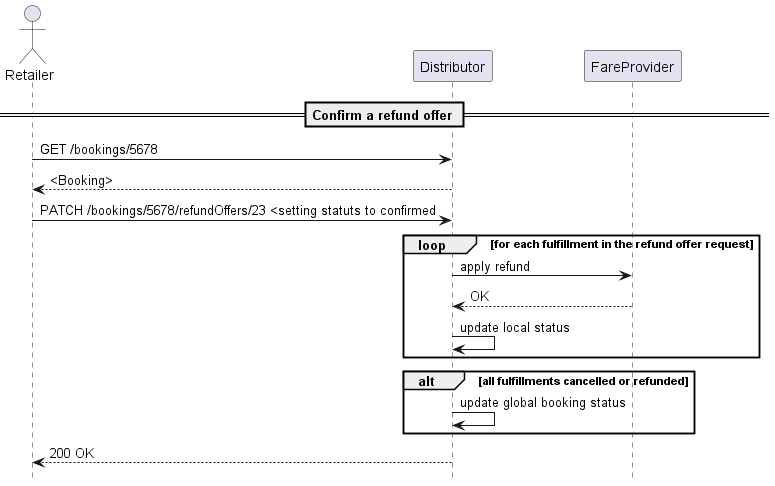 Retailer
Distributor
FareProvider
Confirm a refund offer
GET /bookings/5678
<Booking>
PATCH /bookings/5678/refundOffers/23 <setting statuts to confirmed
loop [for each fulfillment in the refund offer request]
apply refund
OK
update local status
alt [all fulfillments cancelled or refunded]
update global booking status
200 OK